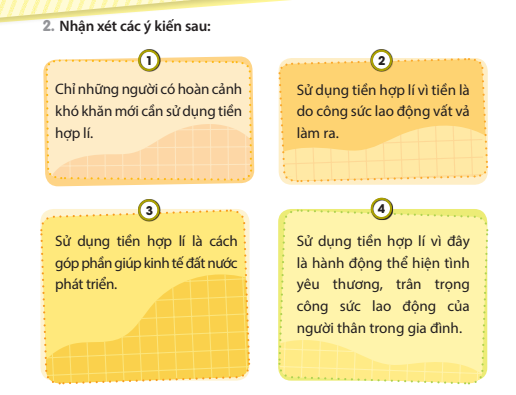 2. Nhận xét các ý kiến sau:
1
Chỉ những người có hoàn cảnh
khó khăn mới cần sử dụng tiền
hợp lí.
2
Sử dụng tiền hợp lí vì tiền là
do công sức lao động vất vả
làm ra.
3
Sử dụng tiền hợp lí là cách
góp phần giúp kinh tế đất nước
phát triển.
4
Sử dụng tiền hợp lí vì đây
là hành động thể hiện tình
yêu thương, trân trọng
công sức lao động của
người thân trong gia đình.